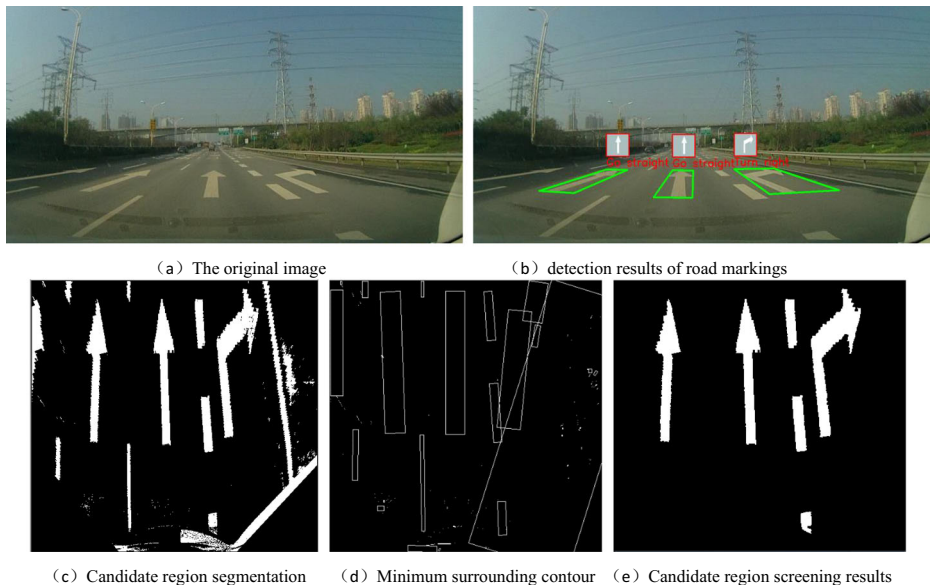 Go straight Go straight Turn right
（a）The original image
（b）detection results of road markings
（c）Candidate region segmentation
（d）Minimum surrounding contour
（e）Candidate region screening results